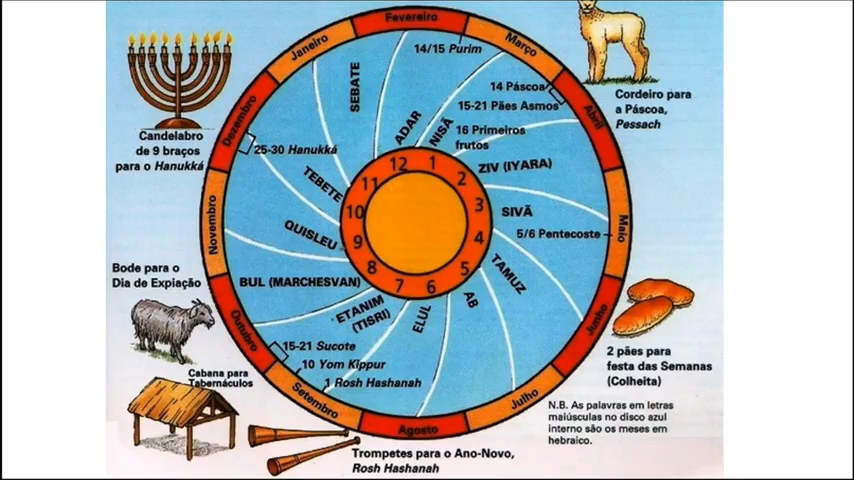 Fevereiro
Março
Abril
Maio
Junho
Julho
Agosto
Setembro
Outubro
Novembro
Dezembro
Janeiro
14/15 Purim
14 Páscoa
15-21 Pães Asmos
16 Primeiros
frutos
5/6 Pentecoste
25-30 Hanukká
15-21 Sucote
10 Yom Kippur
1 Rosh Hashanah
NISÃ
ZIV (IYARA)
SIVÃ
TAMUZ
AB
ELUL
ETANIM
(TISRI)
BUL (MARCHESVAN)
QUISLEU
TEBETE
SEBATE
ADAR
1
2
3
4
5
6
7
8
9
10
11
12
Candelabro
de 9 braços
para o Hanukká
Cordeiro para
a Páscoa,
Pessach
Bode para o
Dia de Expiação
Cabana para
Tabernáculos
2 pães para
festa das Semanas
(Colheita)
N.B. As palavras em letras
maiúsculas no disco azul
interno são os meses em
hebraico.
Trompetes para o Ano-Novo,
Rosh Hashanah